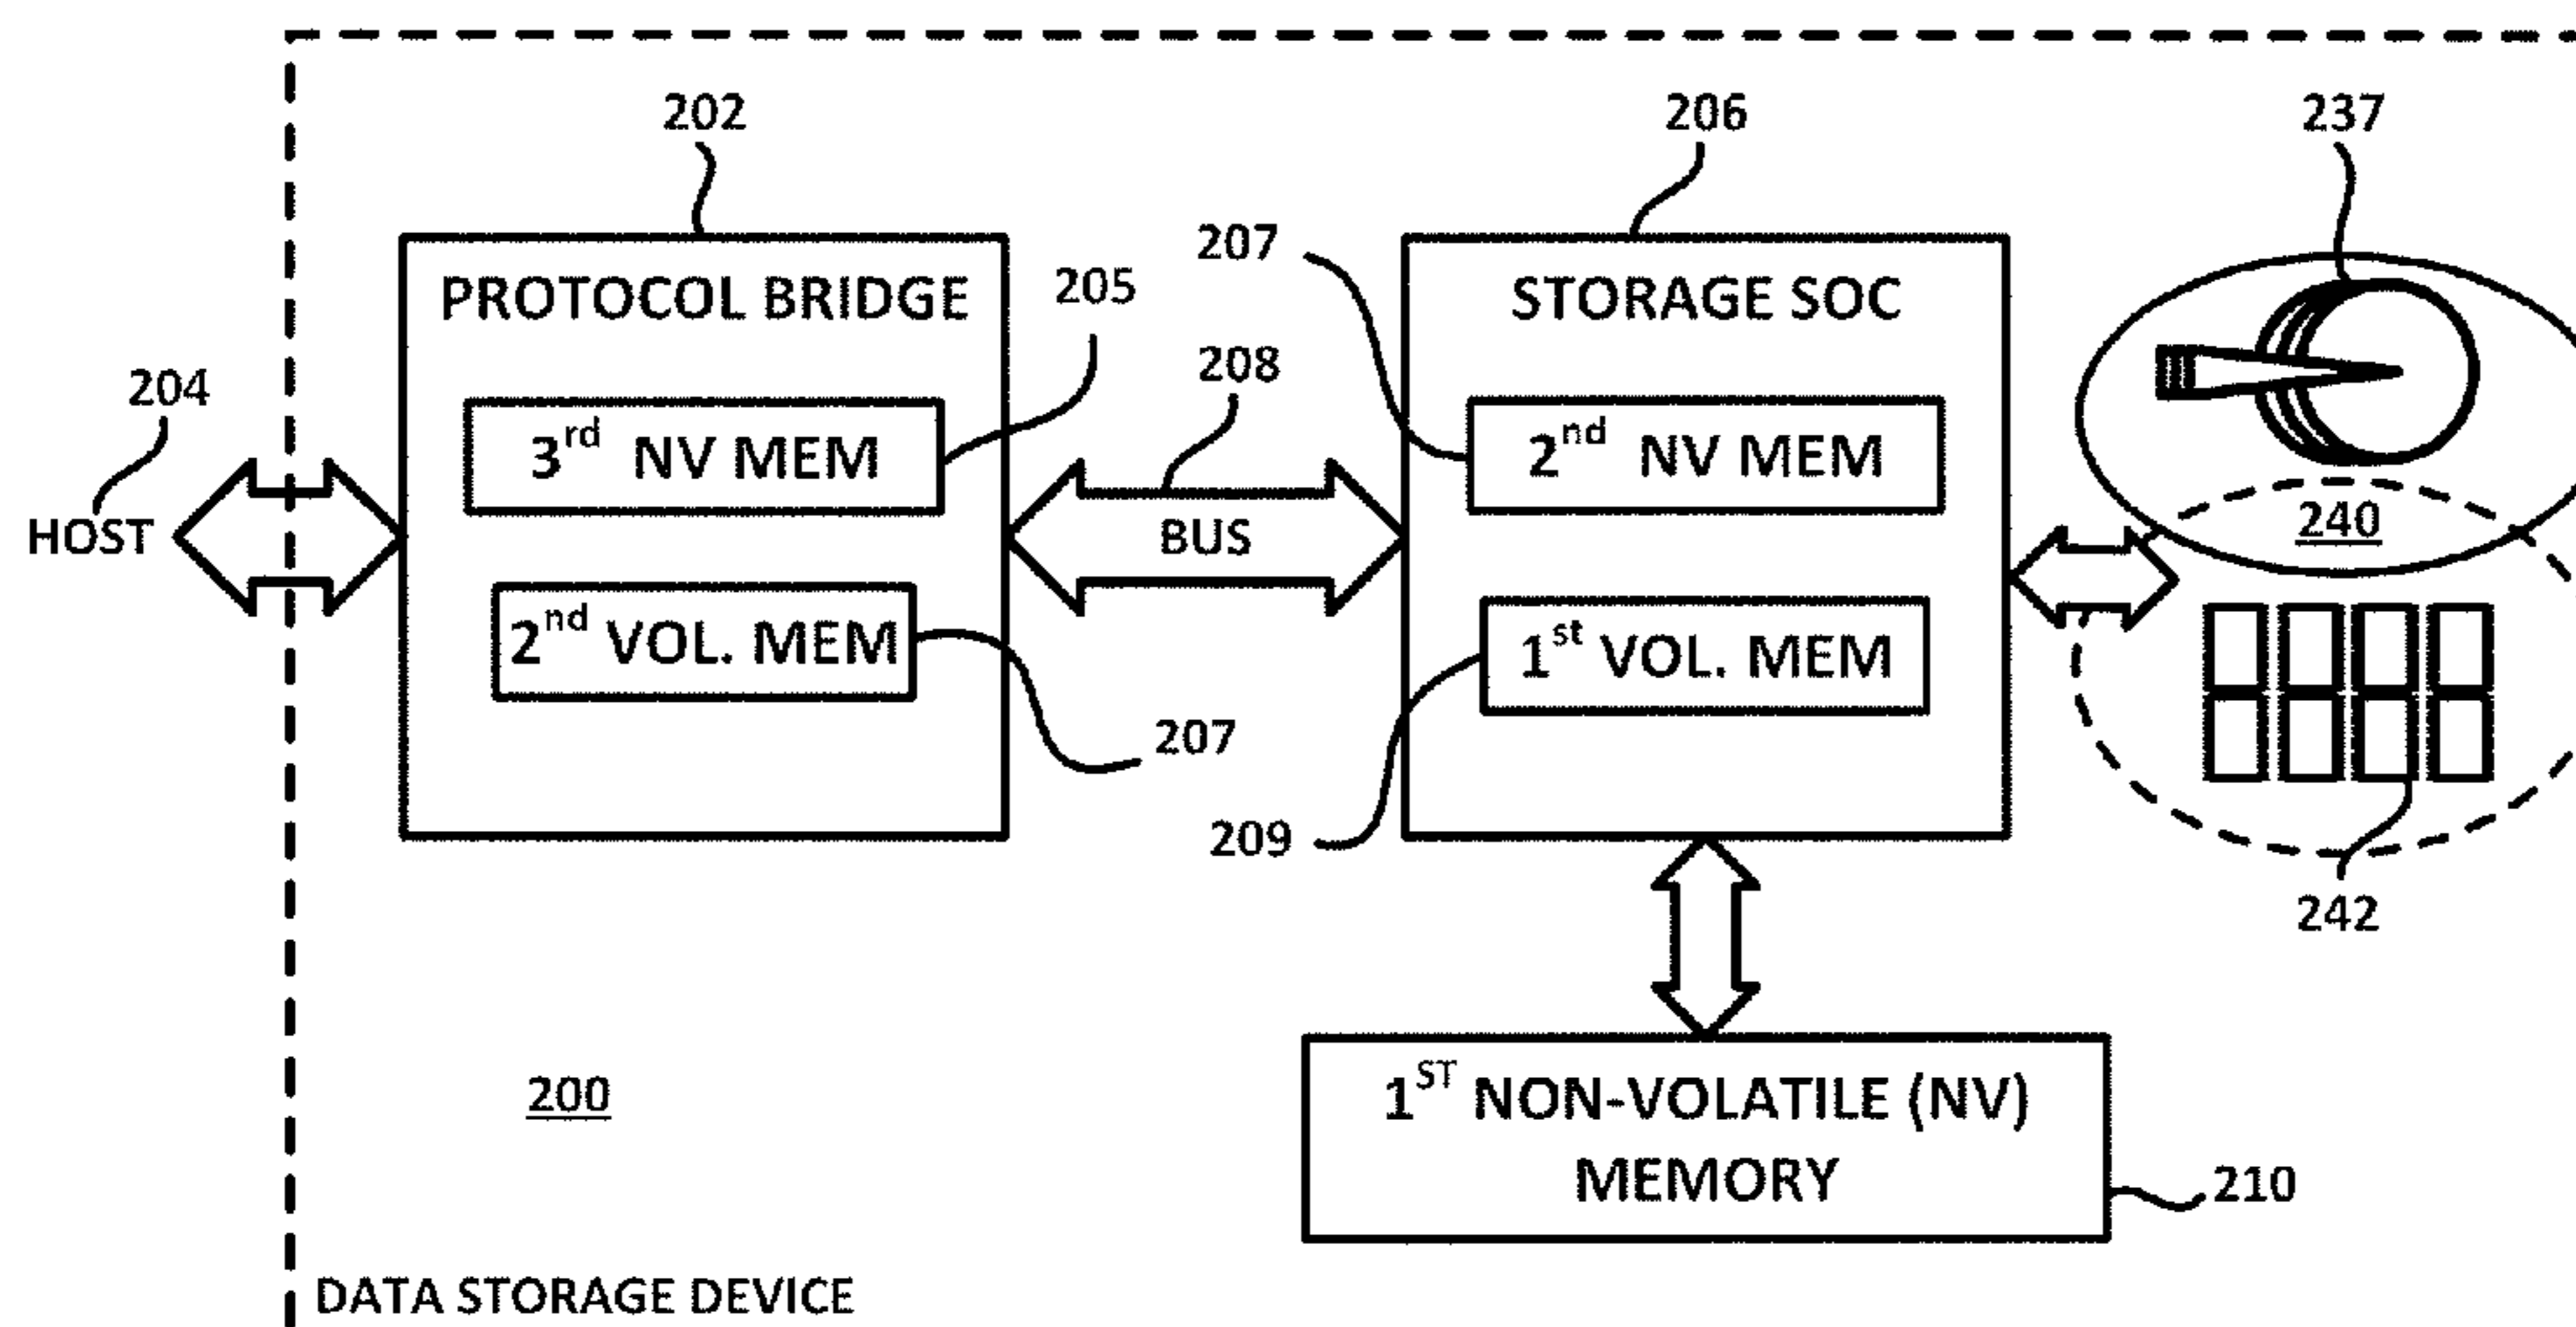 202
206
237
207
PROTOCOL BRIDGE
205
STORAGE SOC
208
204
3rd NV MEM
2nd NV MEM
HOST
BUS
240
2nd VOL. MEM
1st VOL. MEM
207
209
242
1ST NON-VOLATILE (NV)
MEMORY
200
210
DATA STORAGE DEVICE